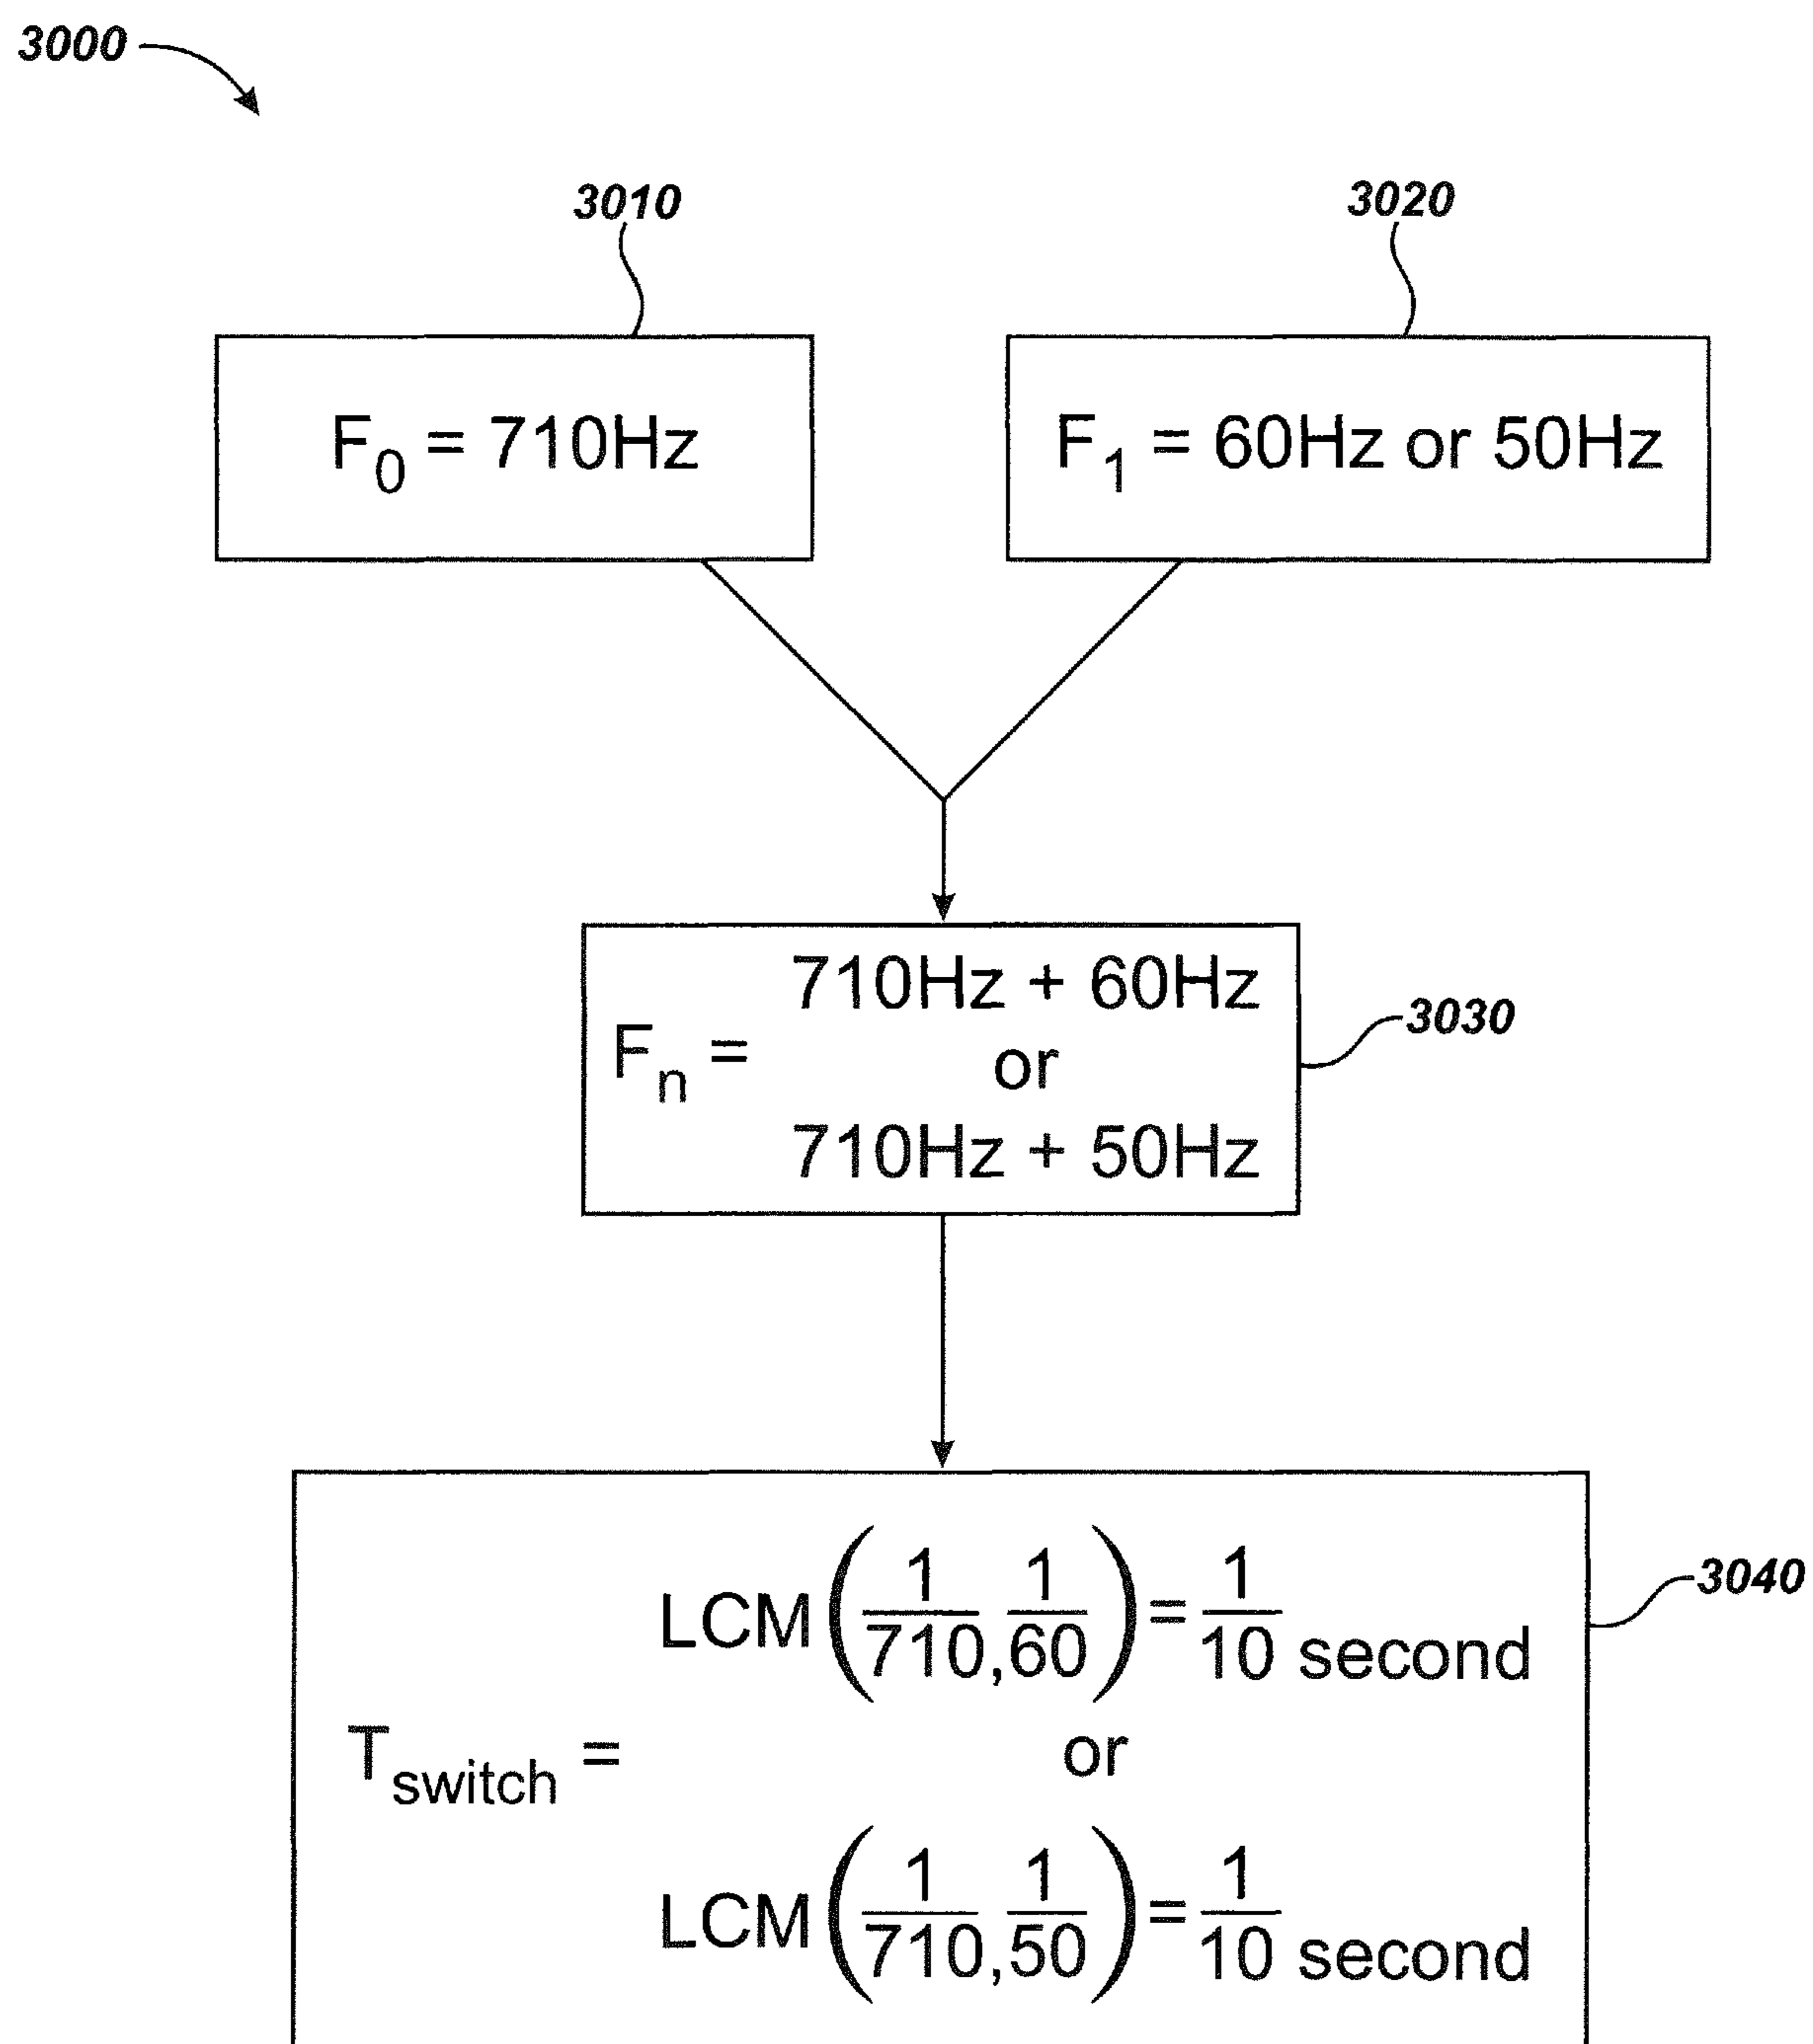 3000
3010
3020
F₀ = 710Hz
F₁ = 60Hz or 50Hz
710Hz + 60Hz
Fₙ = or
710Hz + 50Hz
3030
LCM(1/710, 1/60) = 1/10 second
T_switch = or
LCM(1/710, 1/50) = 1/10 second
3040